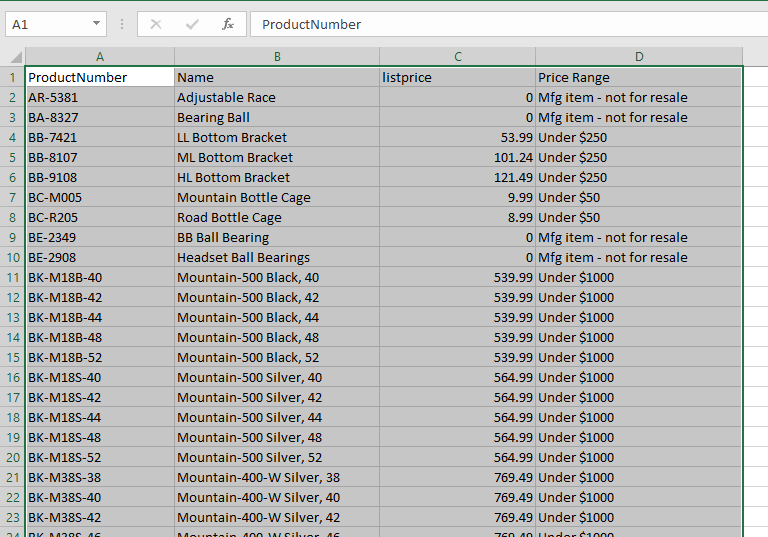 A1 fx ProductNumber
A B C D
1 ProductNumber Name listprice Price Range
2 AR-5381 Adjustable Race 0 Mfg item - not for resale
3 BA-8327 Bearing Ball 0 Mfg item - not for resale
4 BB-7421 LL Bottom Bracket 53.99 Under $250
5 BB-8107 ML Bottom Bracket 101.24 Under $250
6 BB-9108 HL Bottom Bracket 121.49 Under $250
7 BC-M005 Mountain Bottle Cage 9.99 Under $50
8 BC-R205 Road Bottle Cage 8.99 Under $50
9 BE-2349 BB Ball Bearing 0 Mfg item - not for resale
10 BE-2908 Headset Ball Bearings 0 Mfg item - not for resale
11 BK-M18B-40 Mountain-500 Black, 40 539.99 Under $1000
12 BK-M18B-42 Mountain-500 Black, 42 539.99 Under $1000
13 BK-M18B-44 Mountain-500 Black, 44 539.99 Under $1000
14 BK-M18B-48 Mountain-500 Black, 48 539.99 Under $1000
15 BK-M18B-52 Mountain-500 Black, 52 539.99 Under $1000
16 BK-M18S-40 Mountain-500 Silver, 40 564.99 Under $1000
17 BK-M18S-42 Mountain-500 Silver, 42 564.99 Under $1000
18 BK-M18S-44 Mountain-500 Silver, 44 564.99 Under $1000
19 BK-M18S-48 Mountain-500 Silver, 48 564.99 Under $1000
20 BK-M18S-52 Mountain-500 Silver, 52 564.99 Under $1000
21 BK-M38S-38 Mountain-400-W Silver, 38 769.49 Under $1000
22 BK-M38S-40 Mountain-400-W Silver, 40 769.49 Under $1000
23 BK-M38S-42 Mountain-400-W Silver, 42 769.49 Under $1000
24 BK-M38S-46 Mountain-400-W Silver, 46 769.49 Under $1000